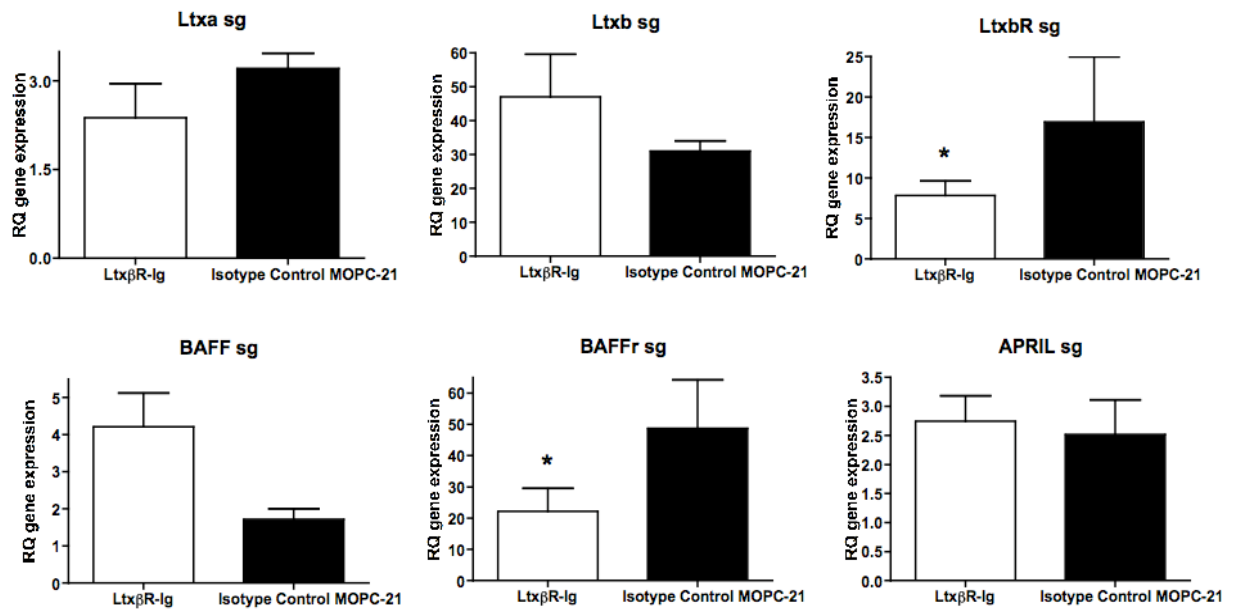 Ltxa sg
RQ gene expression
3.0
1.5
0.0
LtxβR-Ig Isotype Control MOPC-21
Ltxb sg
RQ gene expression
60
50
40
30
20
10
0
LtxβR-Ig Isotype Control MOPC-21
LtxbR sg
RQ gene expression
25
20
15
10
5
0
*
LtxβR-Ig Isotype Control MOPC-21
BAFF sg
RQ gene expression
5
4
3
2
1
0
LtxβR-Ig Isotype Control MOPC-21
BAFFr sg
RQ gene expression
60
50
40
30
20
10
0
*
LtxβR-Ig Isotype Control MOPC-21
APRIL sg
RQ gene expression
3.5
3.0
2.5
2.0
1.5
1.0
0.5
0.0
LtxβR-Ig Isotype Control MOPC-21